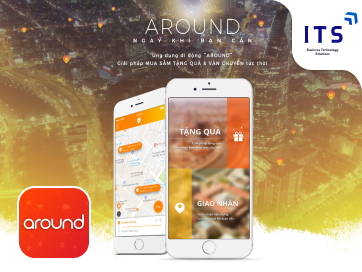 AROUND
NGAY KHI BẠN CẦN
Ứng dụng di động "AROUND"
Giải pháp MUA SẮM TẶNG QUÀ & VẬN CHUYỂN tức thời
ITS
Business Technology
Solutions
TẶNG QUÀ
GIAO NHẬN
around